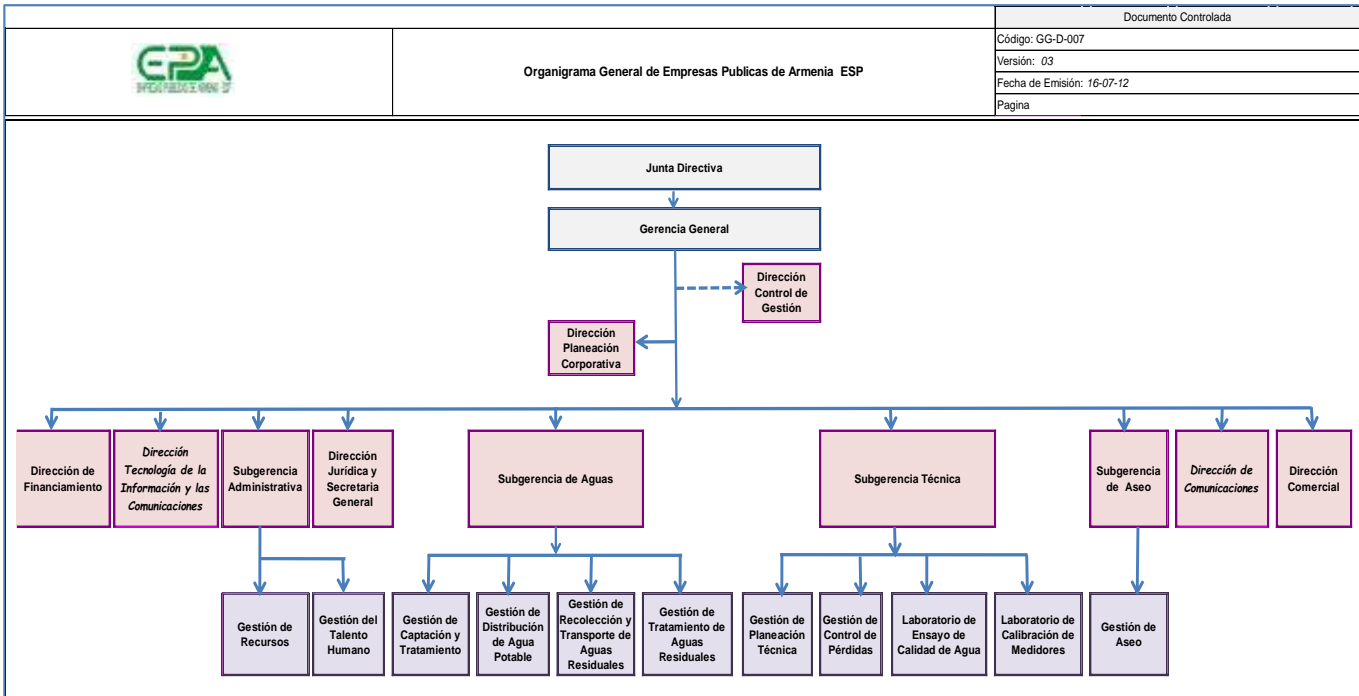 Documento Controlada
Código: GG-D-007
Versión: 03
Fecha de Emisión: 16-07-12
Pagina
EPA
EMPRESAS PUBLICAS DE ARMENIA ESP
Organigrama General de Empresas Publicas de Armenia ESP
Junta Directiva
Gerencia General
Dirección
Control de
Gestión
Dirección
Planeación
Corporativa
Dirección de
Financiamiento
Dirección
Tecnología de la
Información y las
Comunicaciones
Subgerencia
Administrativa
Dirección
Jurídica y
Secretaria
General
Subgerencia de Aguas
Subgerencia Técnica
Subgerencia
de Aseo
Dirección de
Comunicaciones
Dirección
Comercial
Gestión de
Recursos
Gestión del
Talento
Humano
Gestión de
Captación y
Tratamiento
Gestión de
Distribución
de Agua
Potable
Gestión de
Recolección y
Transporte de
Aguas
Residuales
Gestión de
Tratamiento de
Aguas
Residuales
Gestión de
Planeación
Técnica
Gestión de
Control de
Pérdidas
Laboratorio de
Ensayo de
Calidad de Agua
Laboratorio de
Calibración de
Medidores
Gestión de
Aseo